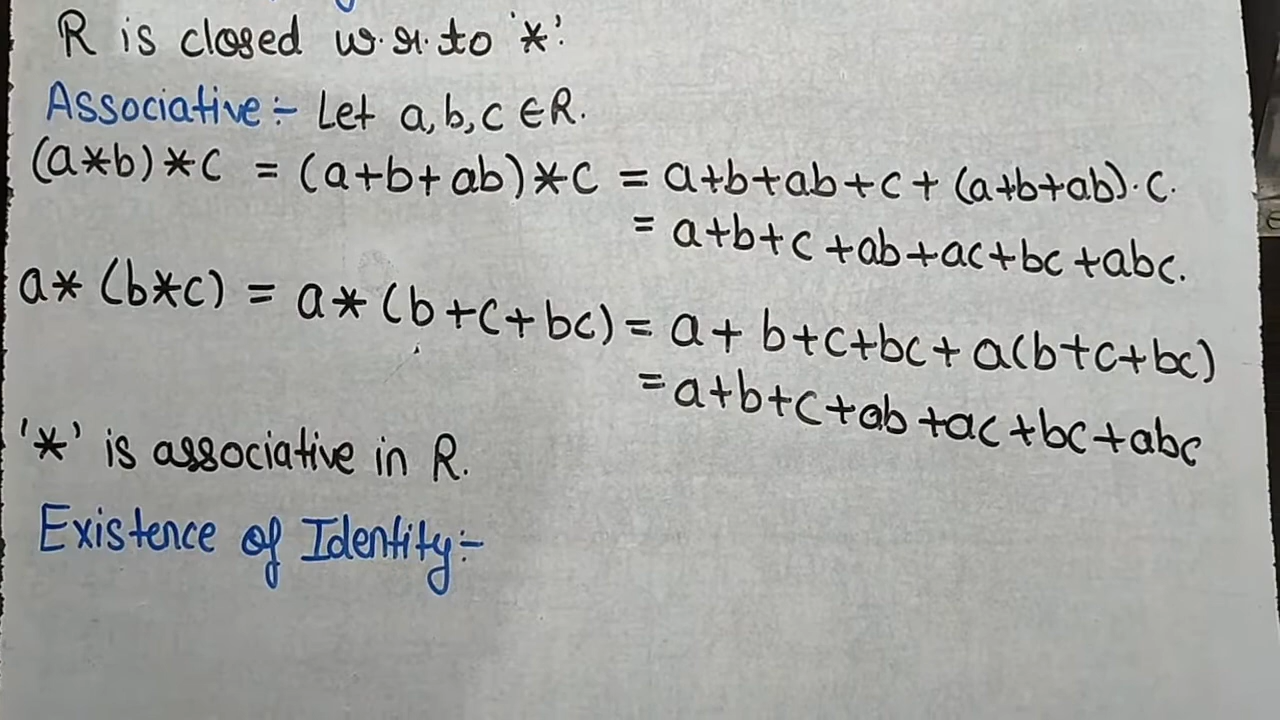 R is closed w.r.to '*'.
Associative:- Let a,b,c ∈R.
(a*b)*c = (a+b+ab)*c = a+b+ab+c+(a+b+ab)·c.
= a+b+c+ab+ac+bc+abc.
a*(b*c) = a*(b+c+bc) = a+b+c+bc+a(b+c+bc)
= a+b+c+ab+ac+bc+abc
'*' is associative in R.
Existence of Identity:-